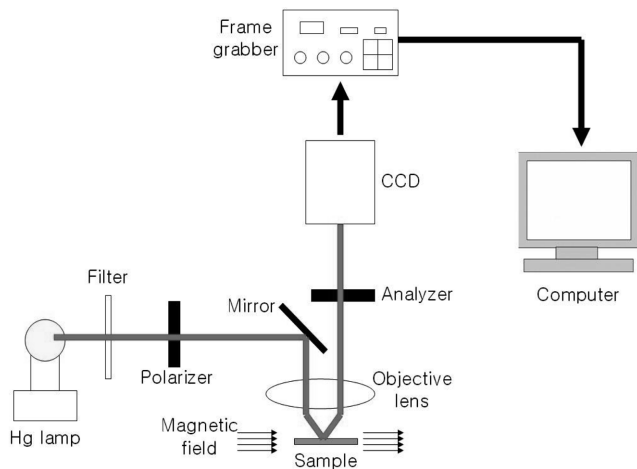 Frame
grabber
CCD
Filter
Mirror
Analyzer
Computer
Polarizer
Objective
lens
Hg lamp
Magnetic
field
Sample